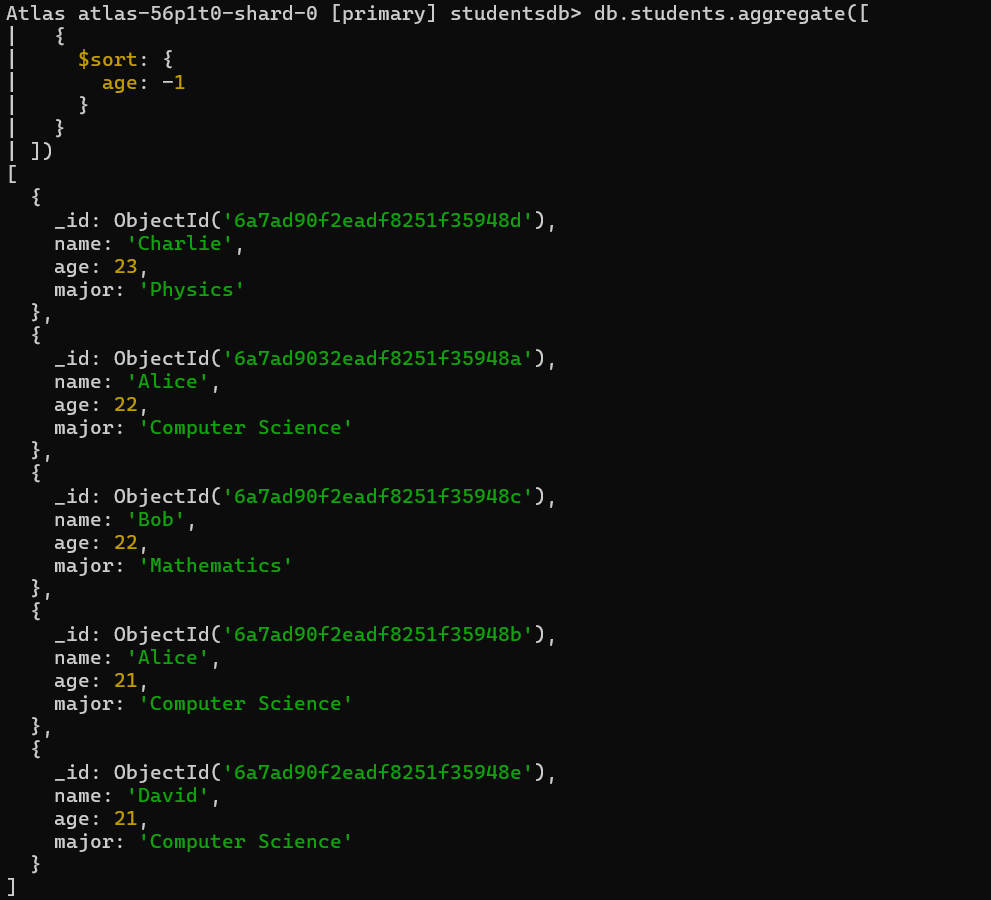 Atlas atlas-56p1t0-shard-0 [primary] studentsdb> db.students.aggregate([
|   {
|     $sort: {
|       age: -1
|     }
|   }
| ])
[
  {
    _id: ObjectId('6a7ad90f2eadf8251f35948d'),
    name: 'Charlie',
    age: 23,
    major: 'Physics'
  },
  {
    _id: ObjectId('6a7ad9032eadf8251f35948a'),
    name: 'Alice',
    age: 22,
    major: 'Computer Science'
  },
  {
    _id: ObjectId('6a7ad90f2eadf8251f35948c'),
    name: 'Bob',
    age: 22,
    major: 'Mathematics'
  },
  {
    _id: ObjectId('6a7ad90f2eadf8251f35948b'),
    name: 'Alice',
    age: 21,
    major: 'Computer Science'
  },
  {
    _id: ObjectId('6a7ad90f2eadf8251f35948e'),
    name: 'David',
    age: 21,
    major: 'Computer Science'
  }
]